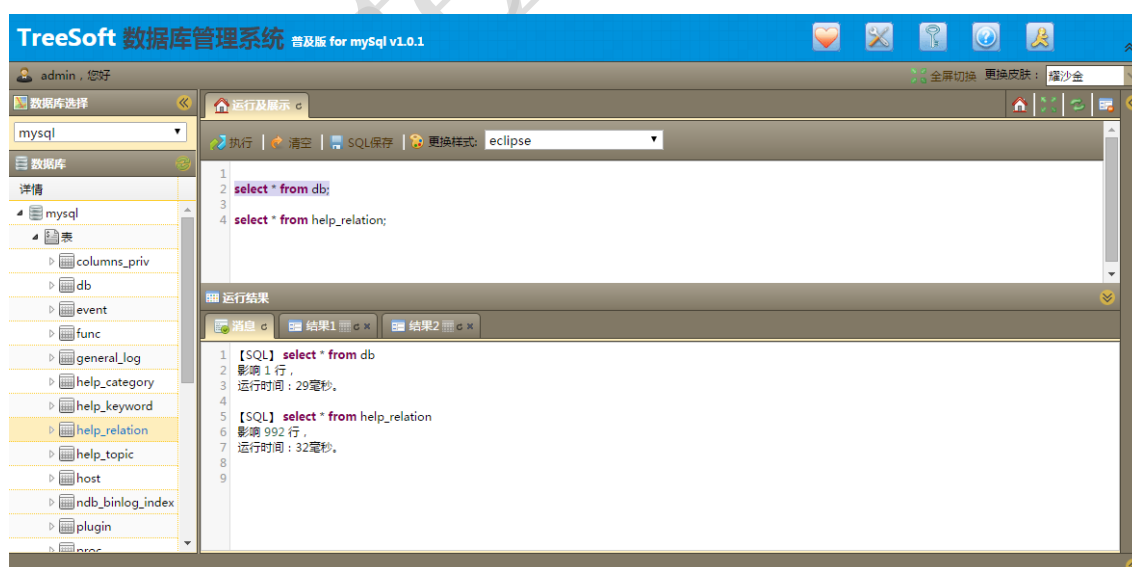 TreeSoft 数据库管理系统 普及版 for mySql v1.0.1
admin，您好
全屏切换 更换皮肤： 耀沙金
数据库选择
运行及展示
mysql
执行 清空 SQL保存 更换样式: eclipse
数据库
详情
mysql
表
columns_priv
db
event
func
general_log
help_category
help_keyword
help_relation
help_topic
host
ndb_binlog_index
plugin
proc
1
2 select * from db;
3
4 select * from help_relation;
运行结果
消息 结果1 结果2
1 【SQL】select * from db
2 影响 1 行，
3 运行时间：29毫秒。
4
5 【SQL】select * from help_relation
6 影响 992 行，
7 运行时间：32毫秒。
8
9